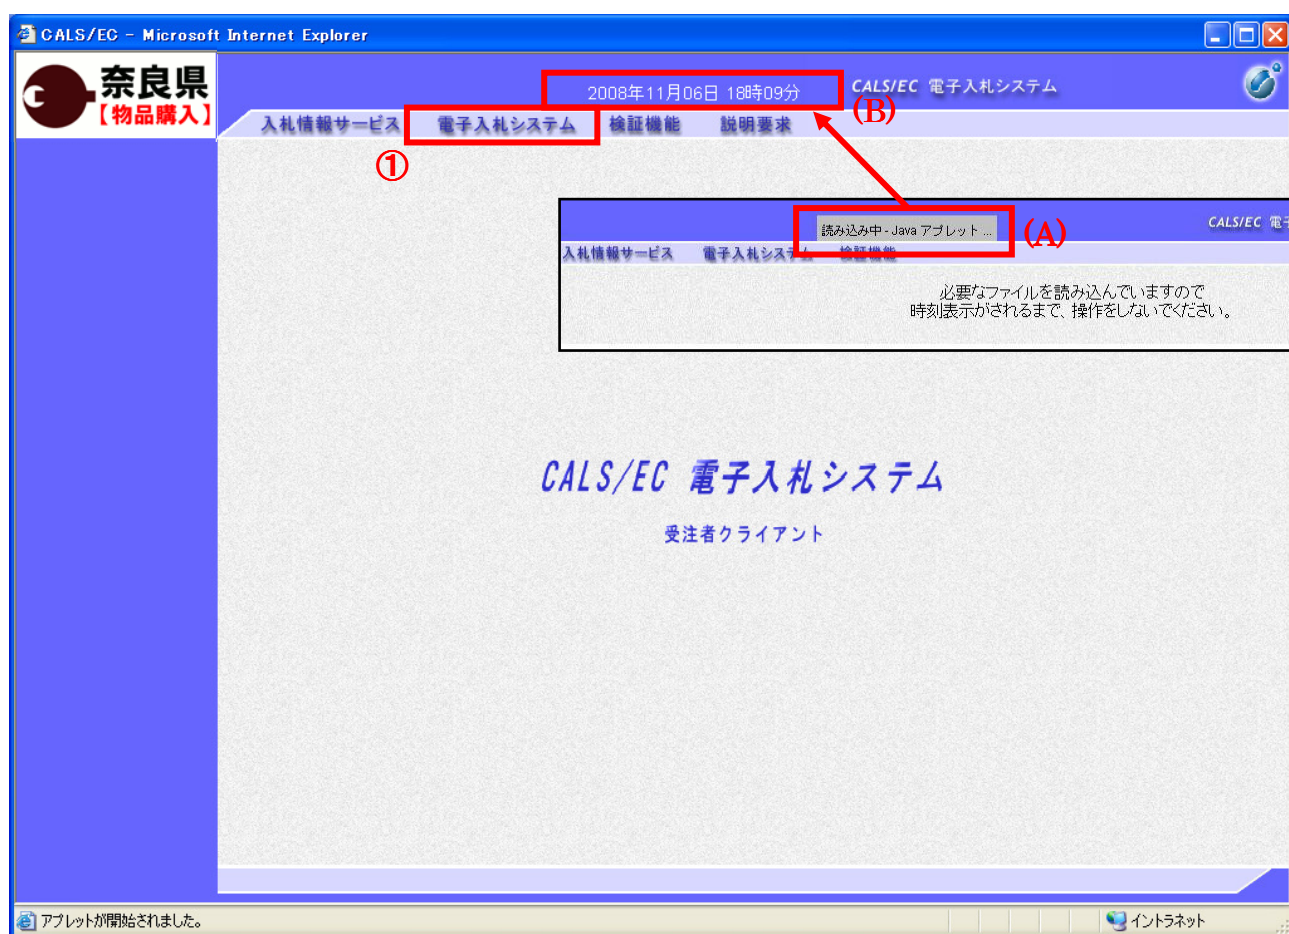 CALS/EC - Microsoft Internet Explorer
奈良県
【物品購入】
2008年11月06日 18時09分
CALS/EC 電子入札システム
(B)
入札情報サービス 電子入札システム 検証機能 説明要求
①
読み込み中 - Java アプレット ...
(A)
CALS/EC 電子
入札情報サービス 電子入札システム 検証機能
必要なファイルを読み込んでいますので
時刻表示がされるまで、操作をしないでください。
CALS/EC 電子入札システム
受注者クライアント
アプレットが開始されました。
イントラネット